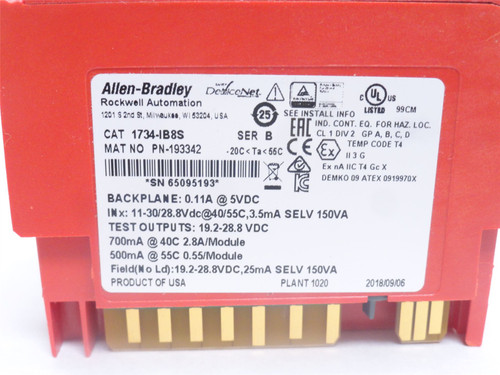 Allen-Bradley
Rockwell Automation
1201 S 2nd St, Milwaukee, WI 53204, USA
DeviceNet
25
C UL US
LISTED
99CM
SEE INSTALL INFO
CAT 1734-IB8S SER B
MAT NO PN-193342
-20C<Ta<55C
EAC
IND. CONT. EQ. FOR HAZ. LOC.
CL 1 DIV 2 GP A, B, C, D
Ex
TEMP CODE T4
II 3 G
Ex nA IIC T4 Gc X
DEMKO 09 ATEX 0919970X
*SN 65095193*
BACKPLANE: 0.11A @ 5VDC
INx: 11-30/28.8Vdc@40/55C,3.5mA SELV 150VA
TEST OUTPUTS: 19.2-28.8 VDC
700mA @ 40C 2.8A/Module
500mA @ 55C 0.55/Module
Field(No Ld):19.2-28.8VDC,25mA SELV 150VA
PRODUCT OF USA PLANT 1020 2018/09/06